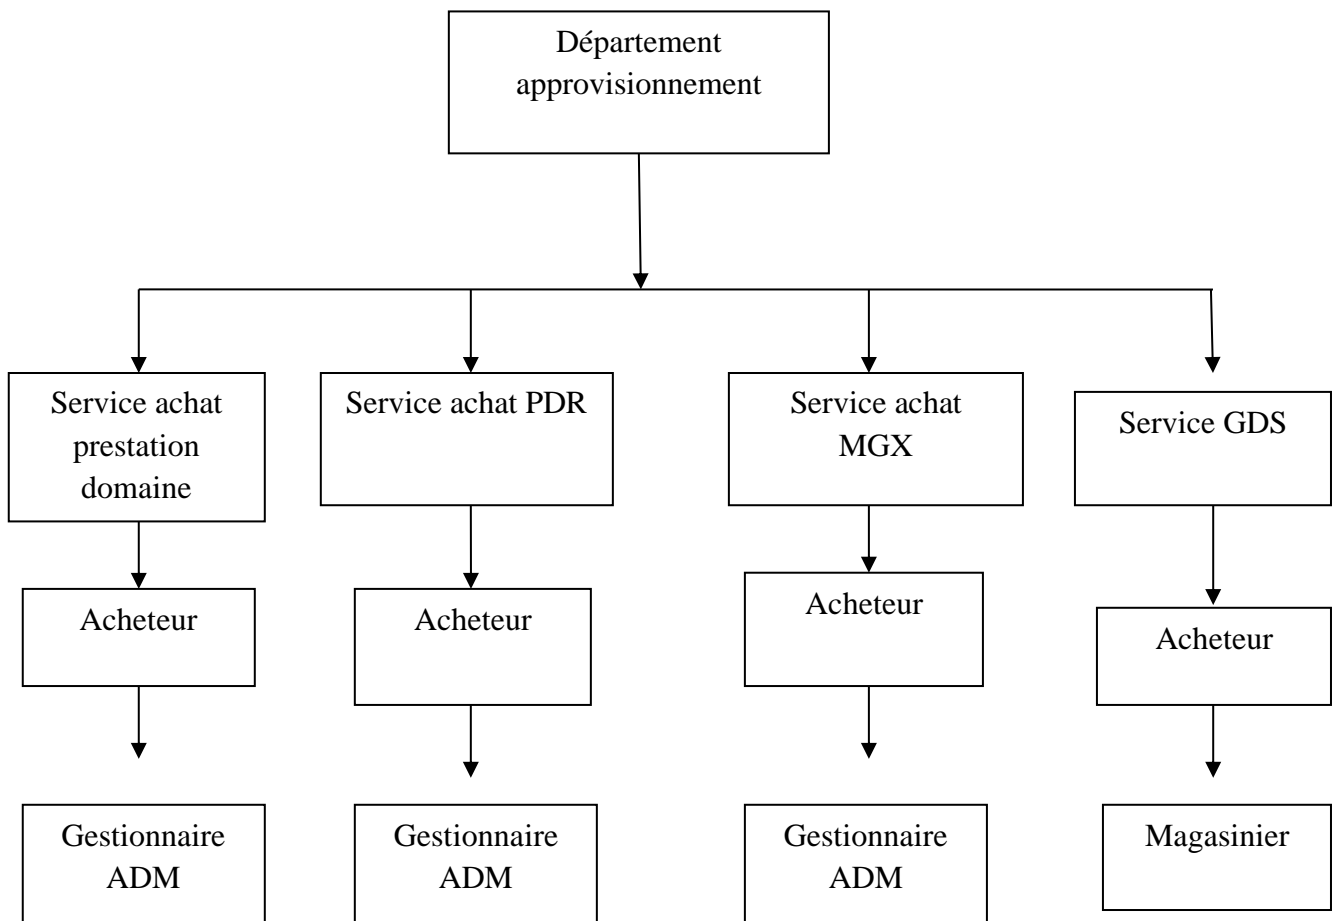 Département
approvisionnement
Service achat
prestation
domaine
Service achat PDR
Service achat
MGX
Service GDS
Acheteur
Acheteur
Acheteur
Acheteur
Gestionnaire
ADM
Gestionnaire
ADM
Gestionnaire
ADM
Magasinier